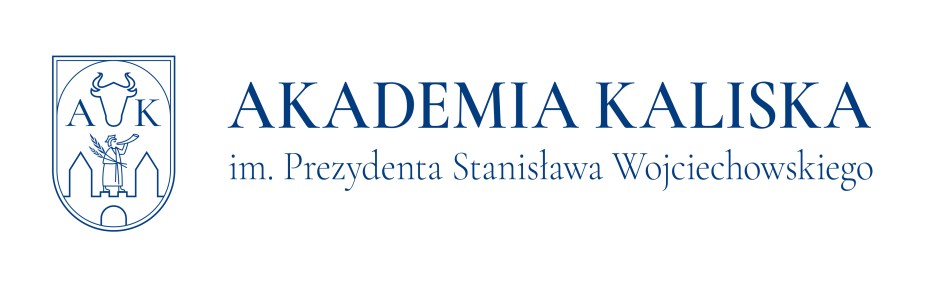 A K
AKADEMIA KALISKA
im. Prezydenta Stanisława Wojciechowskiego